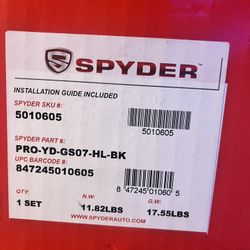 SPYDER
INSTALLATION GUIDE INCLUDED
SPYDER SKU #:
5010605
5010605
SPYDER PART #:
PRO-YD-GS07-HL-BK
UPC BARCODE #:
847245010605
8 47245 01060 5
QTY: N.W: G.W:
1 SET 11.82LBS 17.55LBS
WWW.SPYDERAUTO.COM